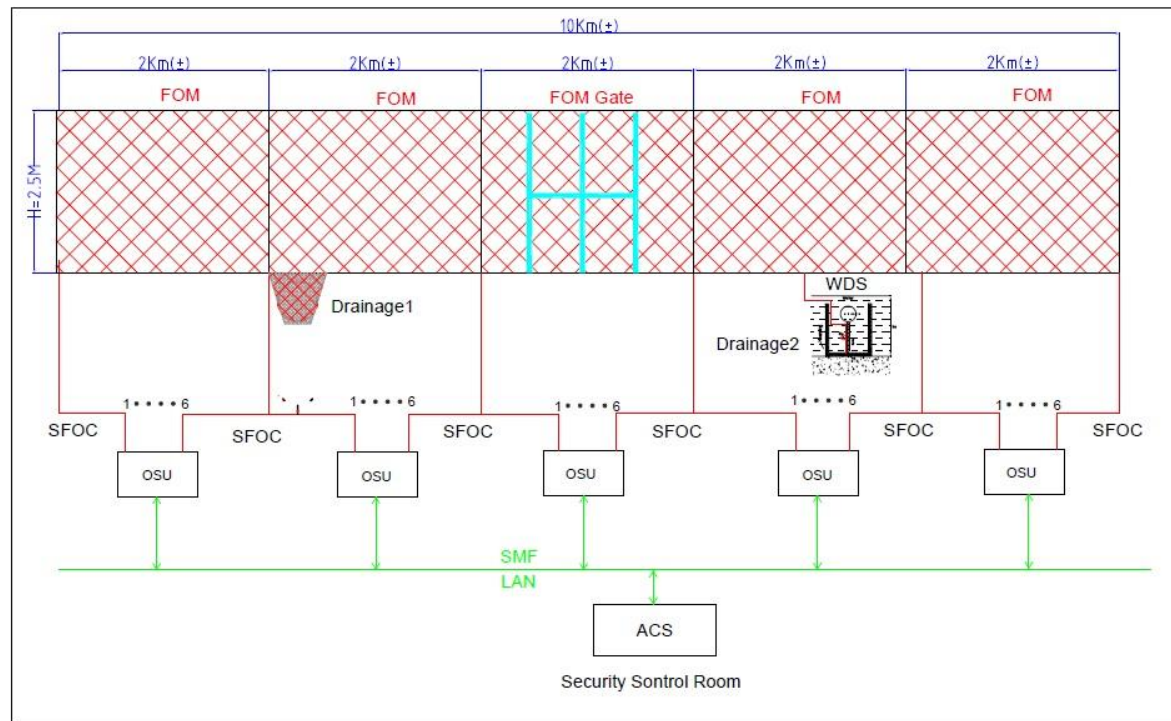 10Km(±)
2Km(±) 2Km(±) 2Km(±) 2Km(±) 2Km(±)
FOM FOM FOM Gate FOM FOM
H=2.5M
WDS
Drainage1
Drainage2
1 • • • • 6 1 • • • • 6 1 • • • • 6 1 • • • • 6 1 • • • • 6
SFOC SFOC SFOC SFOC SFOC SFOC
OSU OSU OSU OSU OSU
SMF
LAN
ACS
Security Sontrol Room